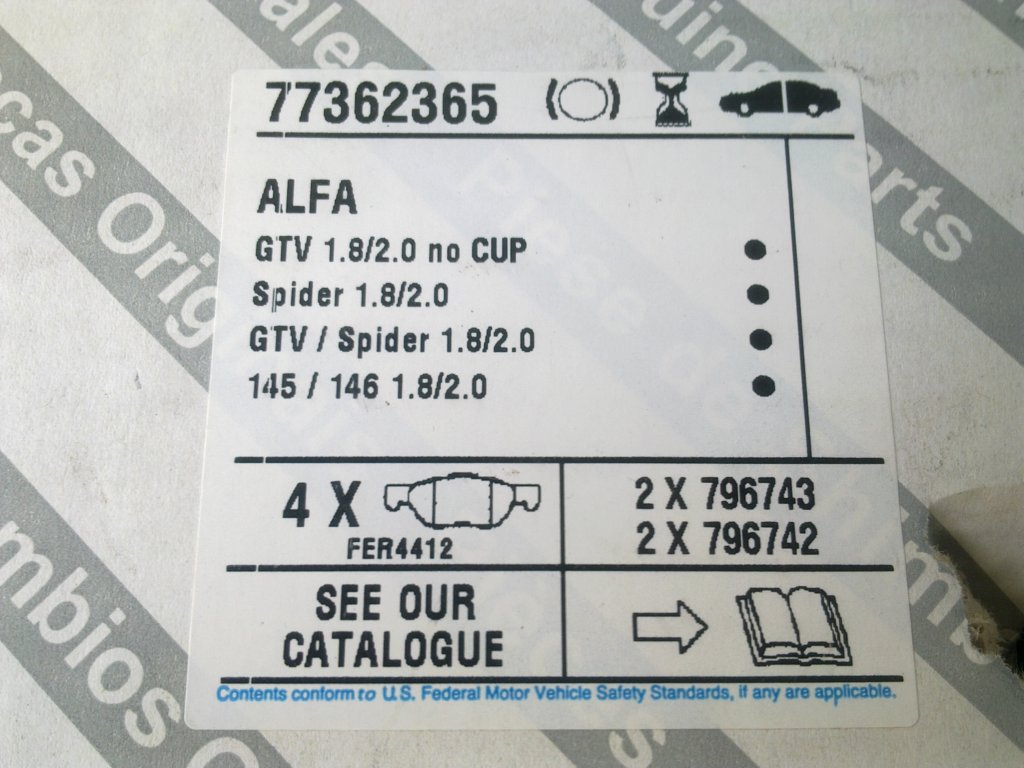 77362365
ALFA
GTV 1.8/2.0 no CUP
Spider 1.8/2.0
GTV / Spider 1.8/2.0
145 / 146 1.8/2.0
4 X
FER4412
2 X 796743
2 X 796742
SEE OUR
CATALOGUE
Contents conform to U.S. Federal Motor Vehicle Safety Standards, if any are applicable.